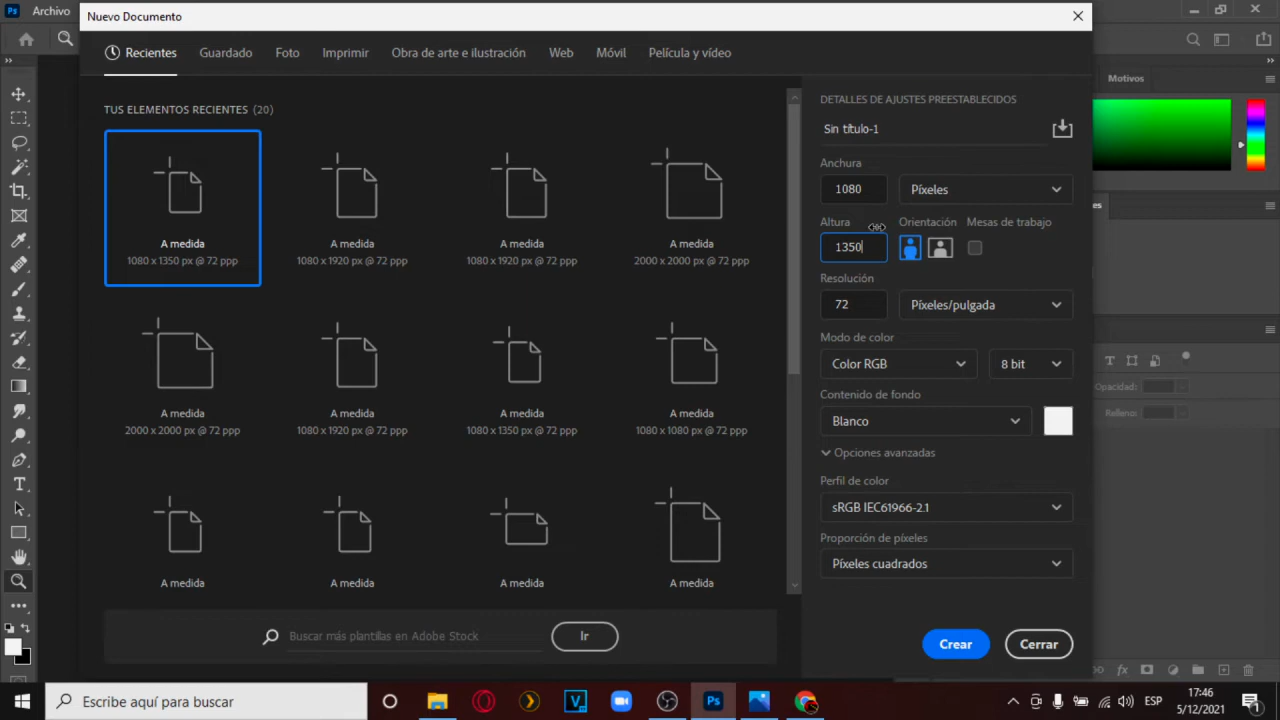 Ps Archivo
Nuevo Documento
Recientes Guardado Foto Imprimir Obra de arte e ilustración Web Móvil Película y vídeo
TUS ELEMENTOS RECIENTES (20)
A medida
1080 x 1350 px @ 72 ppp
A medida
1080 x 1920 px @ 72 ppp
A medida
1080 x 1920 px @ 72 ppp
A medida
2000 x 2000 px @ 72 ppp
A medida
2000 x 2000 px @ 72 ppp
A medida
1080 x 1920 px @ 72 ppp
A medida
1080 x 1350 px @ 72 ppp
A medida
1080 x 1080 px @ 72 ppp
A medida
A medida
A medida
A medida
Buscar más plantillas en Adobe Stock
Ir
DETALLES DE AJUSTES PREESTABLECIDOS
Sin título-1
Anchura
1080 Píxeles
Altura Orientación Mesas de trabajo
1350
Resolución
72 Píxeles/pulgada
Modo de color
Color RGB 8 bit
Contenido de fondo
Blanco
Opciones avanzadas
Perfil de color
sRGB IEC61966-2.1
Proporción de píxeles
Píxeles cuadrados
Crear Cerrar
Motivos
es
Opacidad:
Relleno:
fx
Escribe aquí para buscar
Ps
ESP
17:46
5/12/2021
1